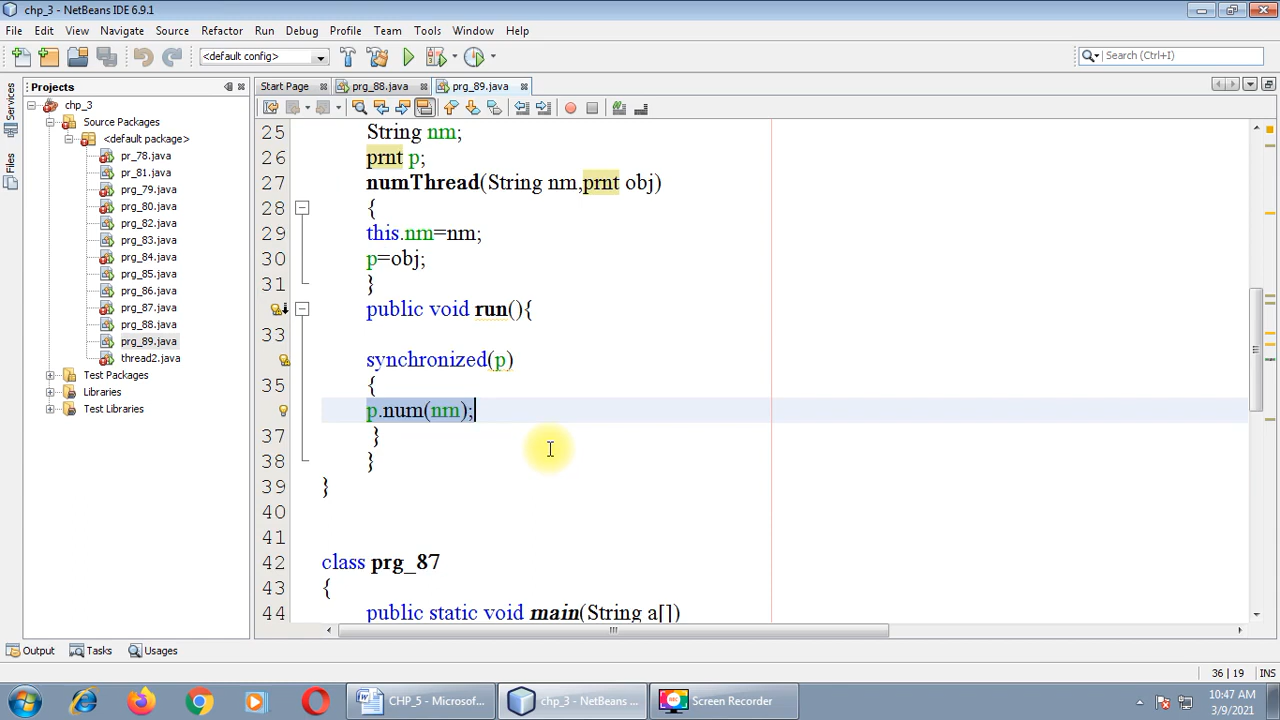 chp_3 - NetBeans IDE 6.9.1
File Edit View Navigate Source Refactor Run Debug Profile Team Tools Window Help
<default config>
Search (Ctrl+I)
Projects
Services
Files
chp_3
Source Packages
<default package>
pr_78.java
pr_81.java
prg_79.java
prg_80.java
prg_82.java
prg_83.java
prg_84.java
prg_85.java
prg_86.java
prg_87.java
prg_88.java
prg_89.java
thread2.java
Test Packages
Libraries
Test Libraries
Start Page prg_88.java prg_89.java
25 String nm;
26 prnt p;
27 numThread(String nm,prnt obj)
28 {
29 this.nm=nm;
30 p=obj;
31 }
public void run(){
33
synchronized(p)
35 {
p.num(nm);
37 }
38 }
39 }
40
41
42 class prg_87
43 {
44 public static void main(String a[])
Output Tasks Usages
36 | 19 INS
CHP_5 - Microsof... chp_3 - NetBeans ... Screen Recorder
10:47 AM
3/9/2021